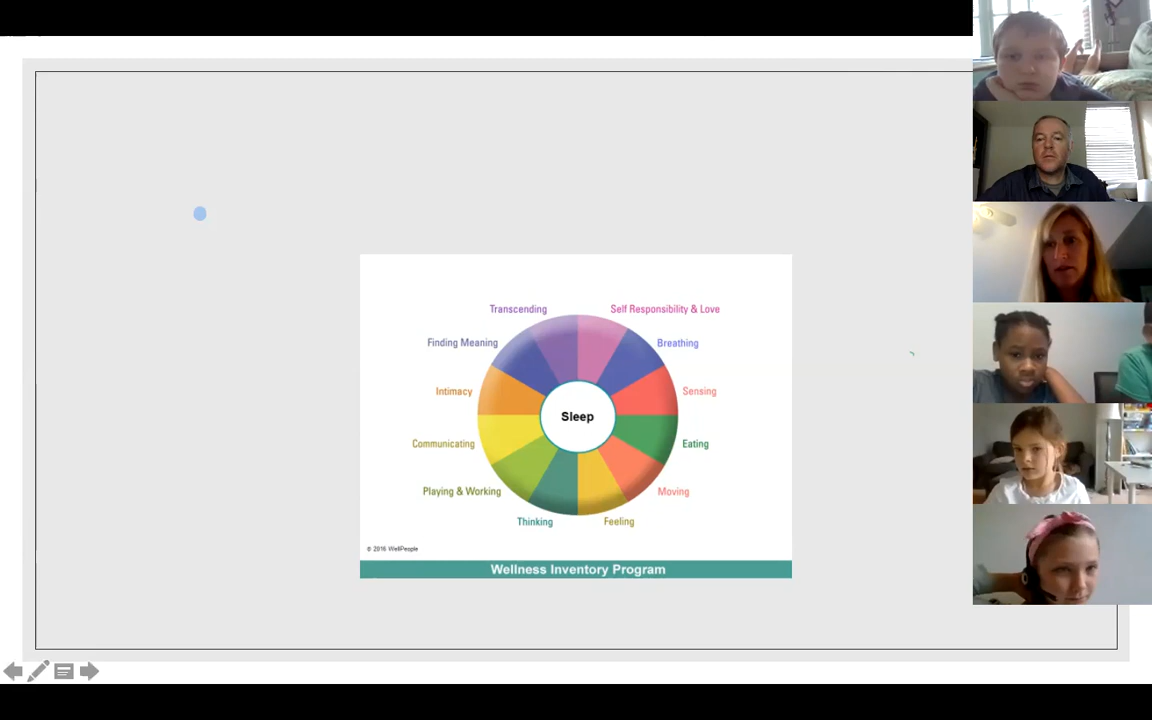 Transcending
Self Responsibility & Love
Finding Meaning
Breathing
Intimacy
Sensing
Sleep
Communicating
Eating
Playing & Working
Moving
Thinking
Feeling
© 2016 WellPeople
Wellness Inventory Program